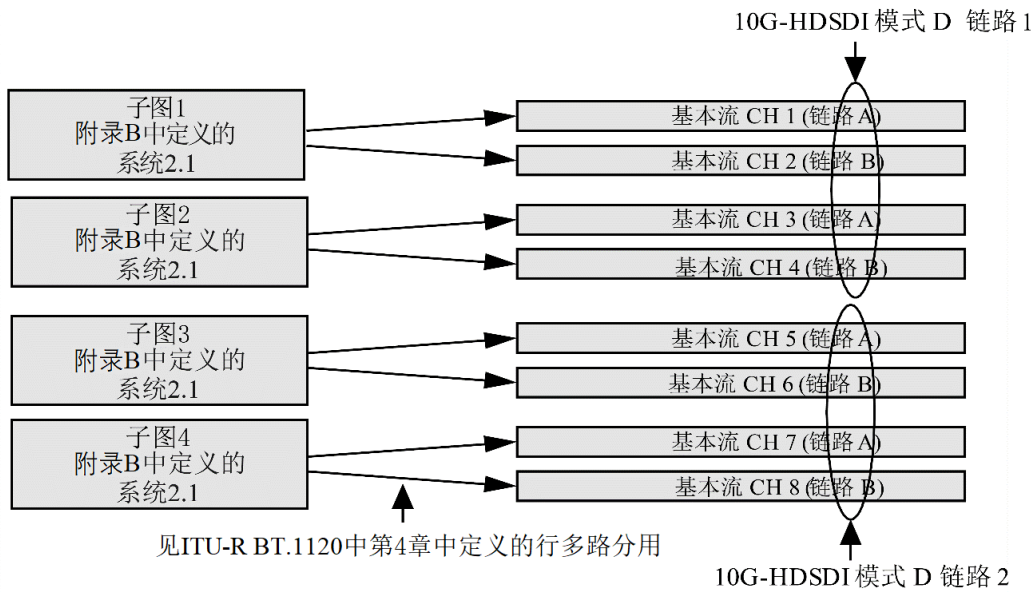 10G-HDSDI 模式 D 链路 1
子图1
附录B中定义的
系统2.1
基本流 CH 1 (链路 A)
基本流 CH 2 (链路 B)
子图2
附录B中定义的
系统2.1
基本流 CH 3 (链路 A)
基本流 CH 4 (链路 B)
子图3
附录B中定义的
系统2.1
基本流 CH 5 (链路 A)
基本流 CH 6 (链路 B)
子图4
附录B中定义的
系统2.1
基本流 CH 7 (链路 A)
基本流 CH 8 (链路 B)
见ITU-R BT.1120中第4章中定义的行多路分用
10G-HDSDI 模式 D 链路 2